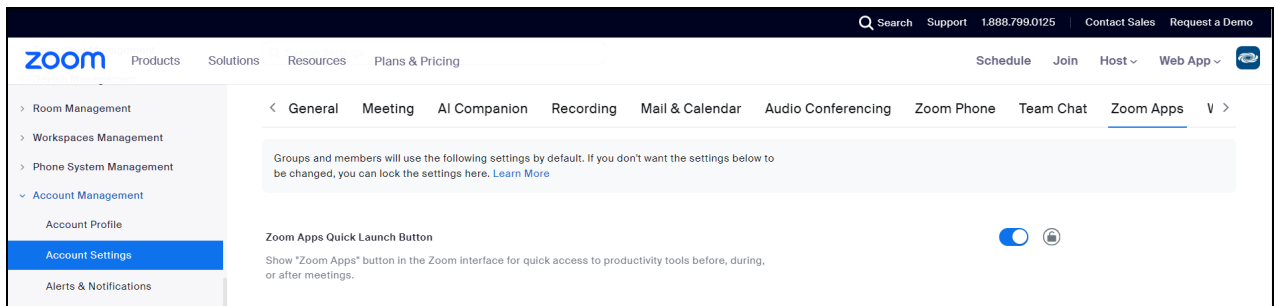 Search Support 1.888.799.0125 Contact Sales Request a Demo
zoom Products Solutions Resources Plans & Pricing Schedule Join Host Web App
Room Management
Workspaces Management
Phone System Management
Account Management
Account Profile
Account Settings
Alerts & Notifications
General Meeting AI Companion Recording Mail & Calendar Audio Conferencing Zoom Phone Team Chat Zoom Apps
Groups and members will use the following settings by default. If you don't want the settings below to
be changed, you can lock the settings here. Learn More
Zoom Apps Quick Launch Button
Show "Zoom Apps" button in the Zoom interface for quick access to productivity tools before, during,
or after meetings.